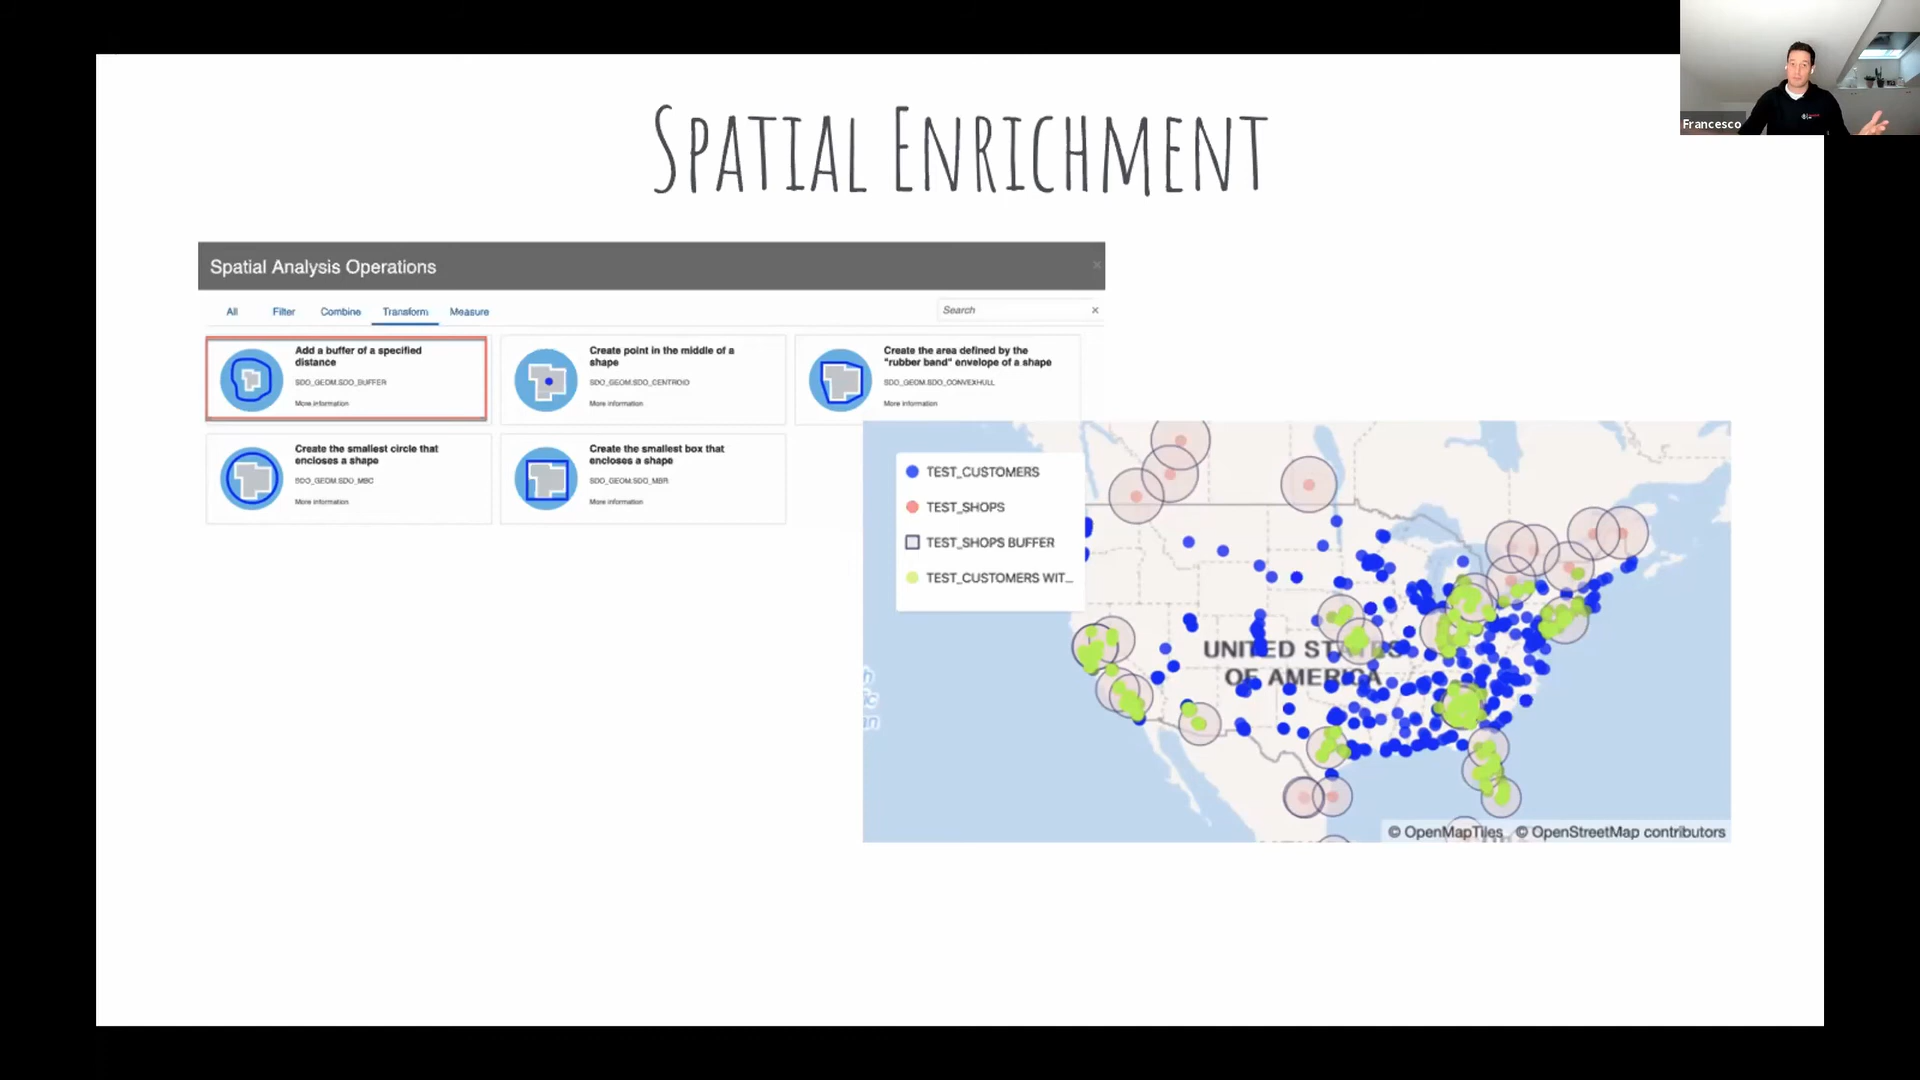 Francesco
SPATIAL ENRICHMENT
Spatial Analysis Operations
All Filter Combine Transform Measure Search
Add a buffer of a specified
distance
SDO_GEOM.SDO_BUFFER
More information
Create point in the middle of a
shape
SDO_GEOM.SDO_CENTROID
More information
Create the area defined by the
"rubber band" envelope of a shape
SDO_GEOM.SDO_CONVEXHULL
More information
Create the smallest circle that
encloses a shape
SDO_GEOM.SDO_MBC
More information
Create the smallest box that
encloses a shape
SDO_GEOM.SDO_MBR
More information
TEST_CUSTOMERS
TEST_SHOPS
TEST_SHOPS BUFFER
TEST_CUSTOMERS WIT...
UNITED STATES
OF AMERICA
© OpenMapTiles © OpenStreetMap contributors